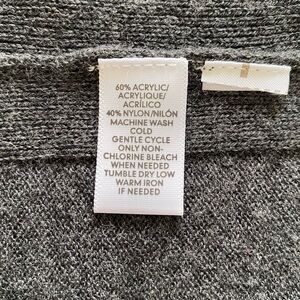 60% ACRYLIC/
ACRYLIQUE/
ACRÍLICO
40% NYLON/NILÓN
MACHINE WASH
COLD
GENTLE CYCLE
ONLY NON-
CHLORINE BLEACH
WHEN NEEDED
TUMBLE DRY LOW
WARM IRON
IF NEEDED